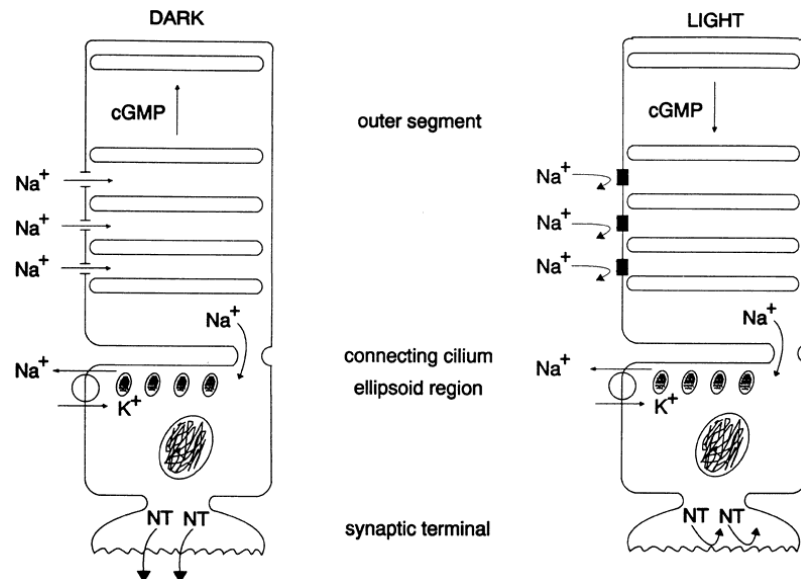 DARK
LIGHT
cGMP
outer segment
cGMP
Na+
Na+
Na+
Na+
Na+
Na+
Na+
Na+
Na+
connecting cilium
Na+
ellipsoid region
K+
K+
NT NT
synaptic terminal
NT NT